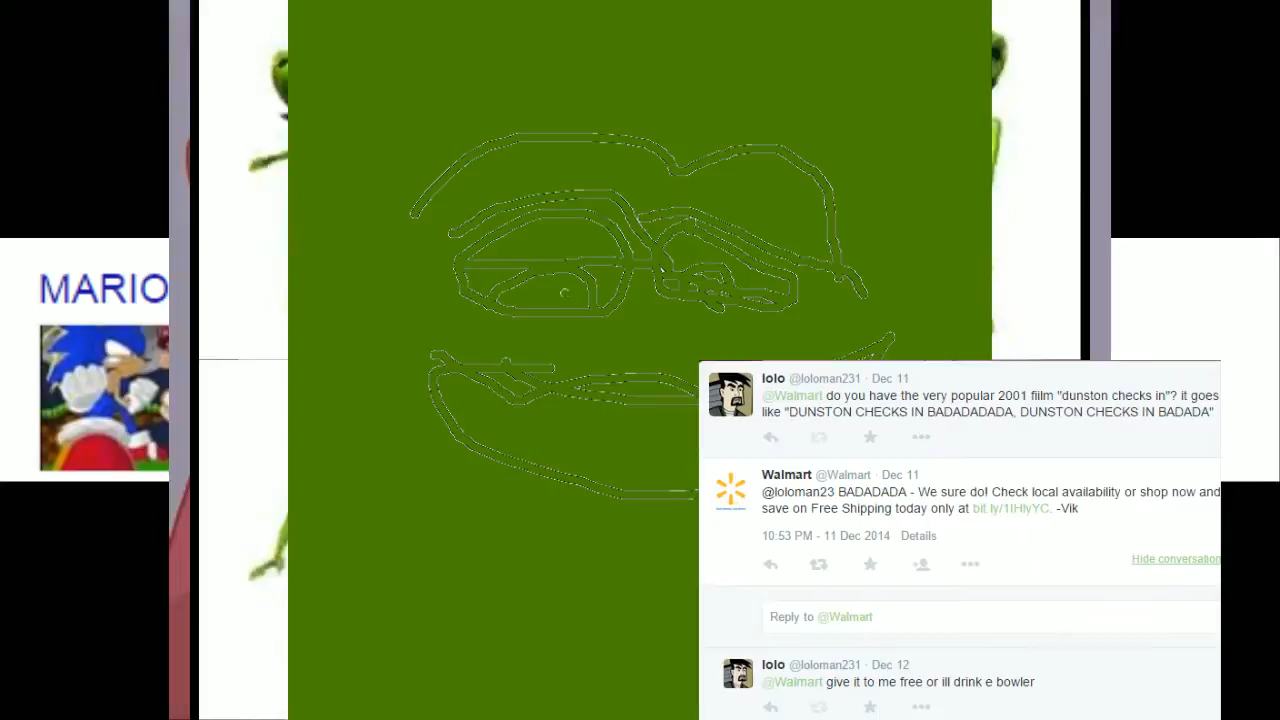 MARIO
lolo @loloman231 · Dec 11
@Walmart do you have the very popular 2001 film "dunston checks in"? it goes
like "DUNSTON CHECKS IN BADADADADA, DUNSTON CHECKS IN BADADA"
Walmart @Walmart · Dec 11
@loloman23 BADADADA - We sure do! Check local availability or shop now and
save on Free Shipping today only at bit.ly/1IHlyYC. -Vik
10:53 PM - 11 Dec 2014 Details
Hide conversation
Reply to @Walmart
lolo @loloman231 · Dec 12
@Walmart give it to me free or ill drink e bowler